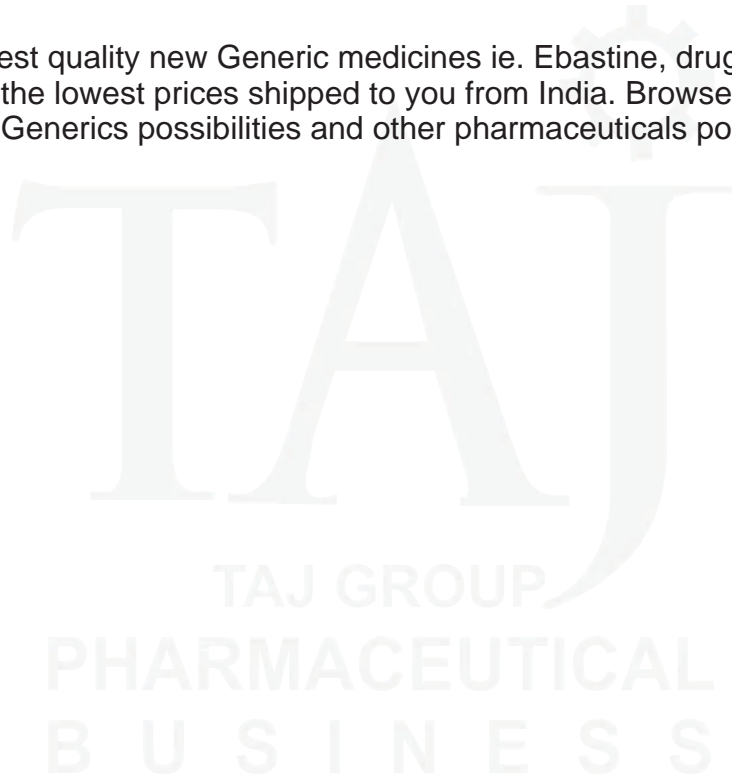 est quality new Generic medicines ie. Ebastine, drug
the lowest prices shipped to you from India. Browse
Generics possibilities and other pharmaceuticals po
TAJ
TAJ GROUP
PHARMACEUTICAL
BUSINESS